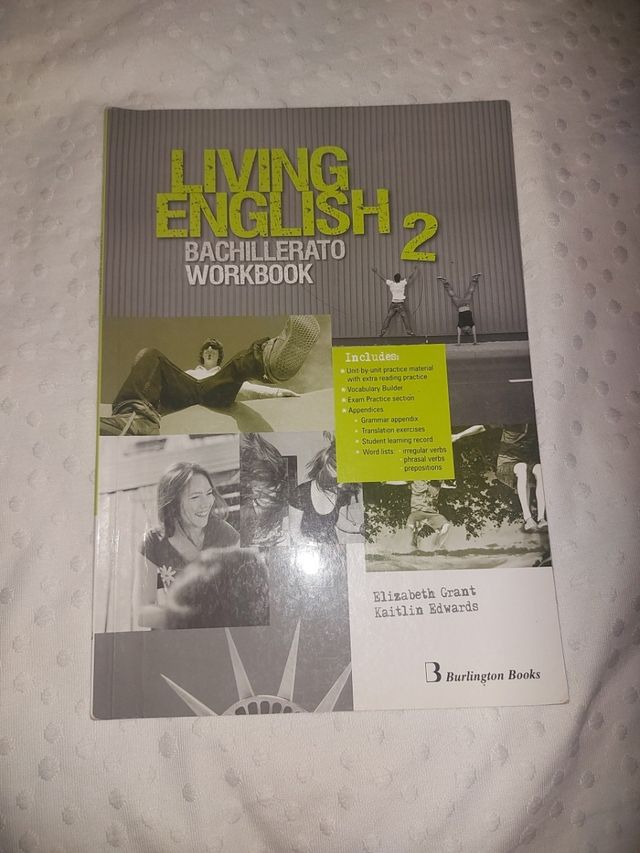 LIVING
ENGLISH 2
BACHILLERATO
WORKBOOK
Includes:
Unit-by-unit practice material
with extra reading practice
Vocabulary Builder
Exam Practice section
Appendices
Grammar appendix
Translation exercises
Student learning record
Word lists: irregular verbs
phrasal verbs
prepositions
Elizabeth Grant
Kaitlin Edwards
B Burlington Books